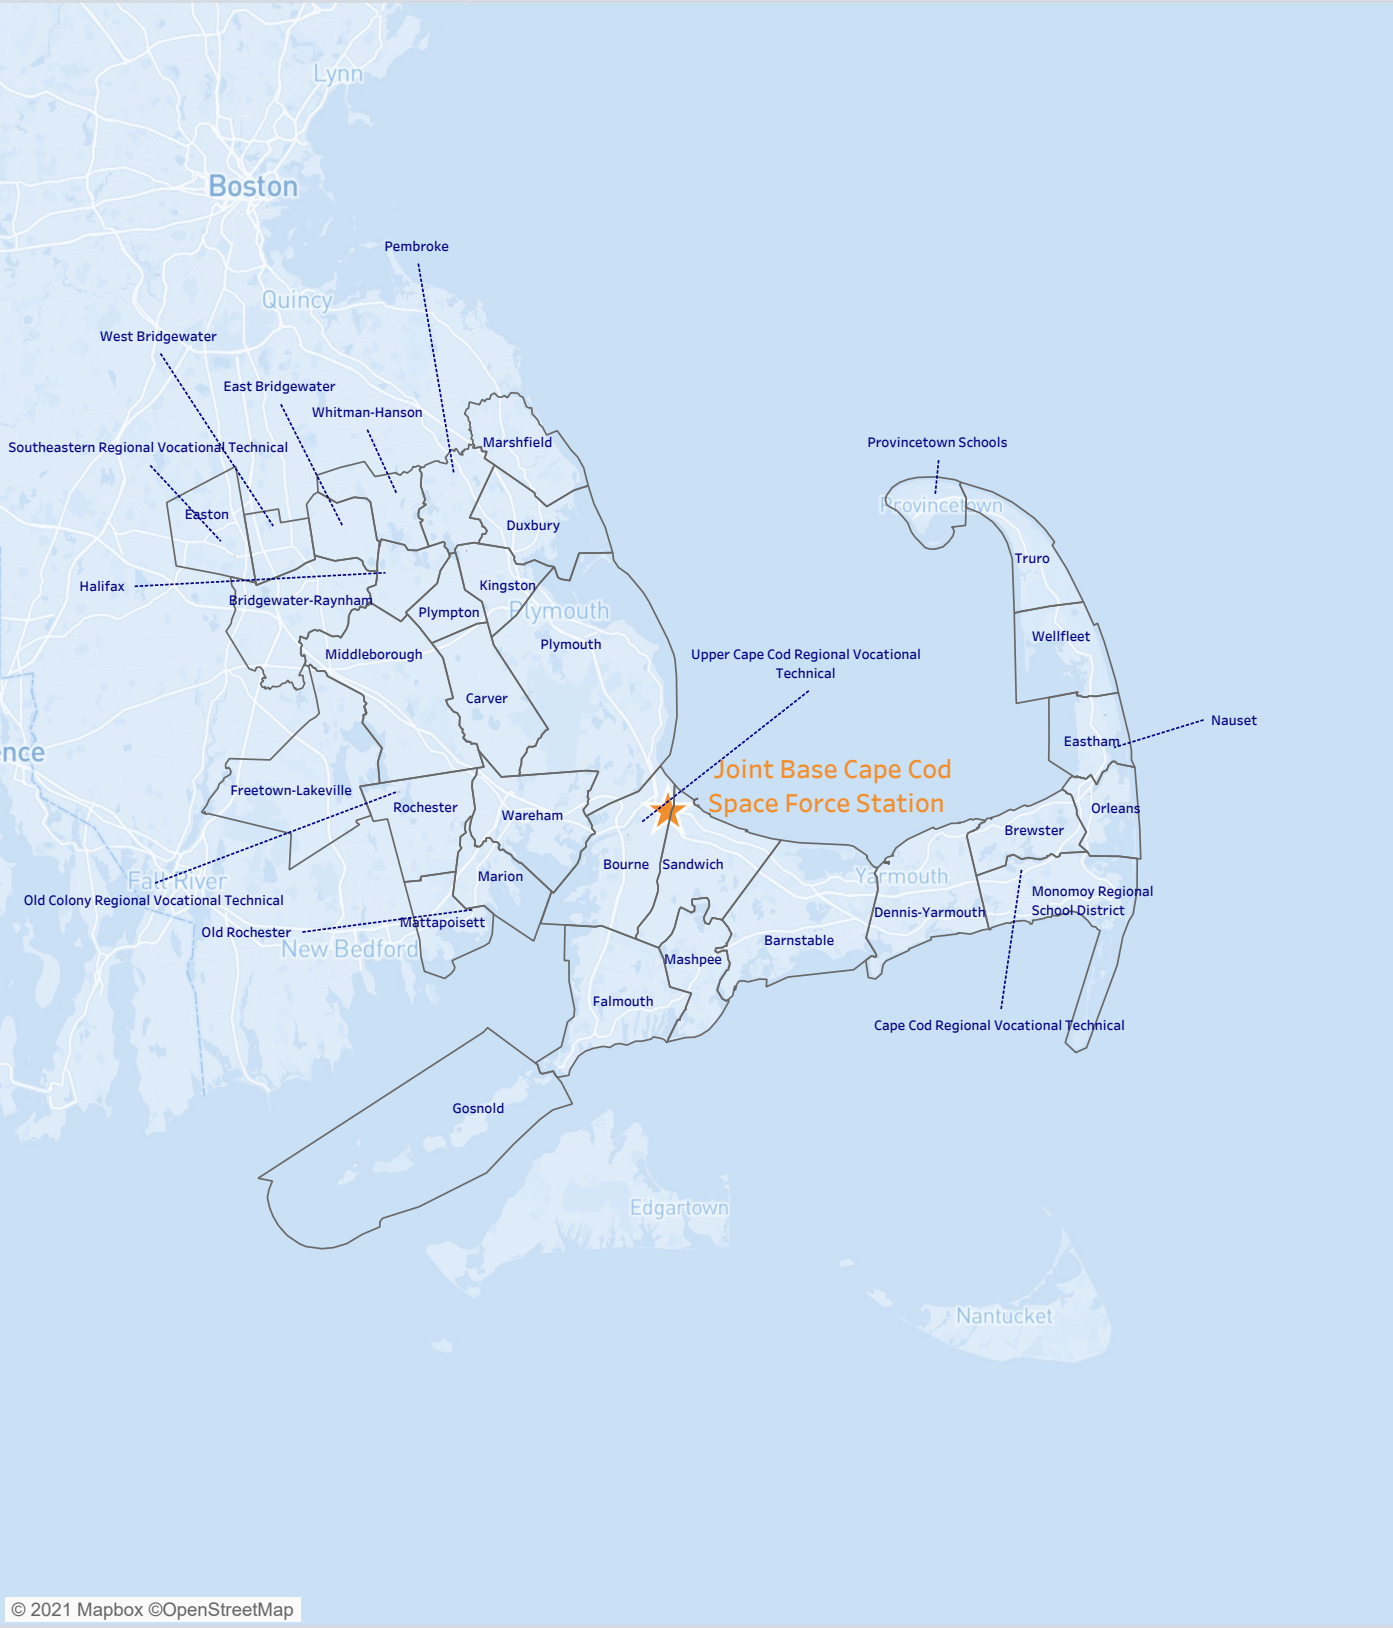 Lynn
Boston
Pembroke
Quincy
West Bridgewater
East Bridgewater
Whitman-Hanson
Southeastern Regional Vocational Technical
Marshfield
Provincetown Schools
Provincetown
Easton
Duxbury
Truro
Halifax
Kingston
Bridgewater-Raynham
Plympton
Plymouth
Wellfleet
Plymouth
Middleborough
Upper Cape Cod Regional Vocational
Technical
Carver
Nauset
Eastham
ence
Joint Base Cape Cod
Space Force Station
Freetown-Lakeville
Rochester
Wareham
Orleans
Brewster
Bourne
Sandwich
Marion
Yarmouth
Fall River
Monomoy Regional
School District
Old Colony Regional Vocational Technical
Dennis-Yarmouth
Mattapoisett
Old Rochester
Barnstable
New Bedford
Mashpee
Falmouth
Cape Cod Regional Vocational Technical
Gosnold
Edgartown
Nantucket
© 2021 Mapbox ©OpenStreetMap